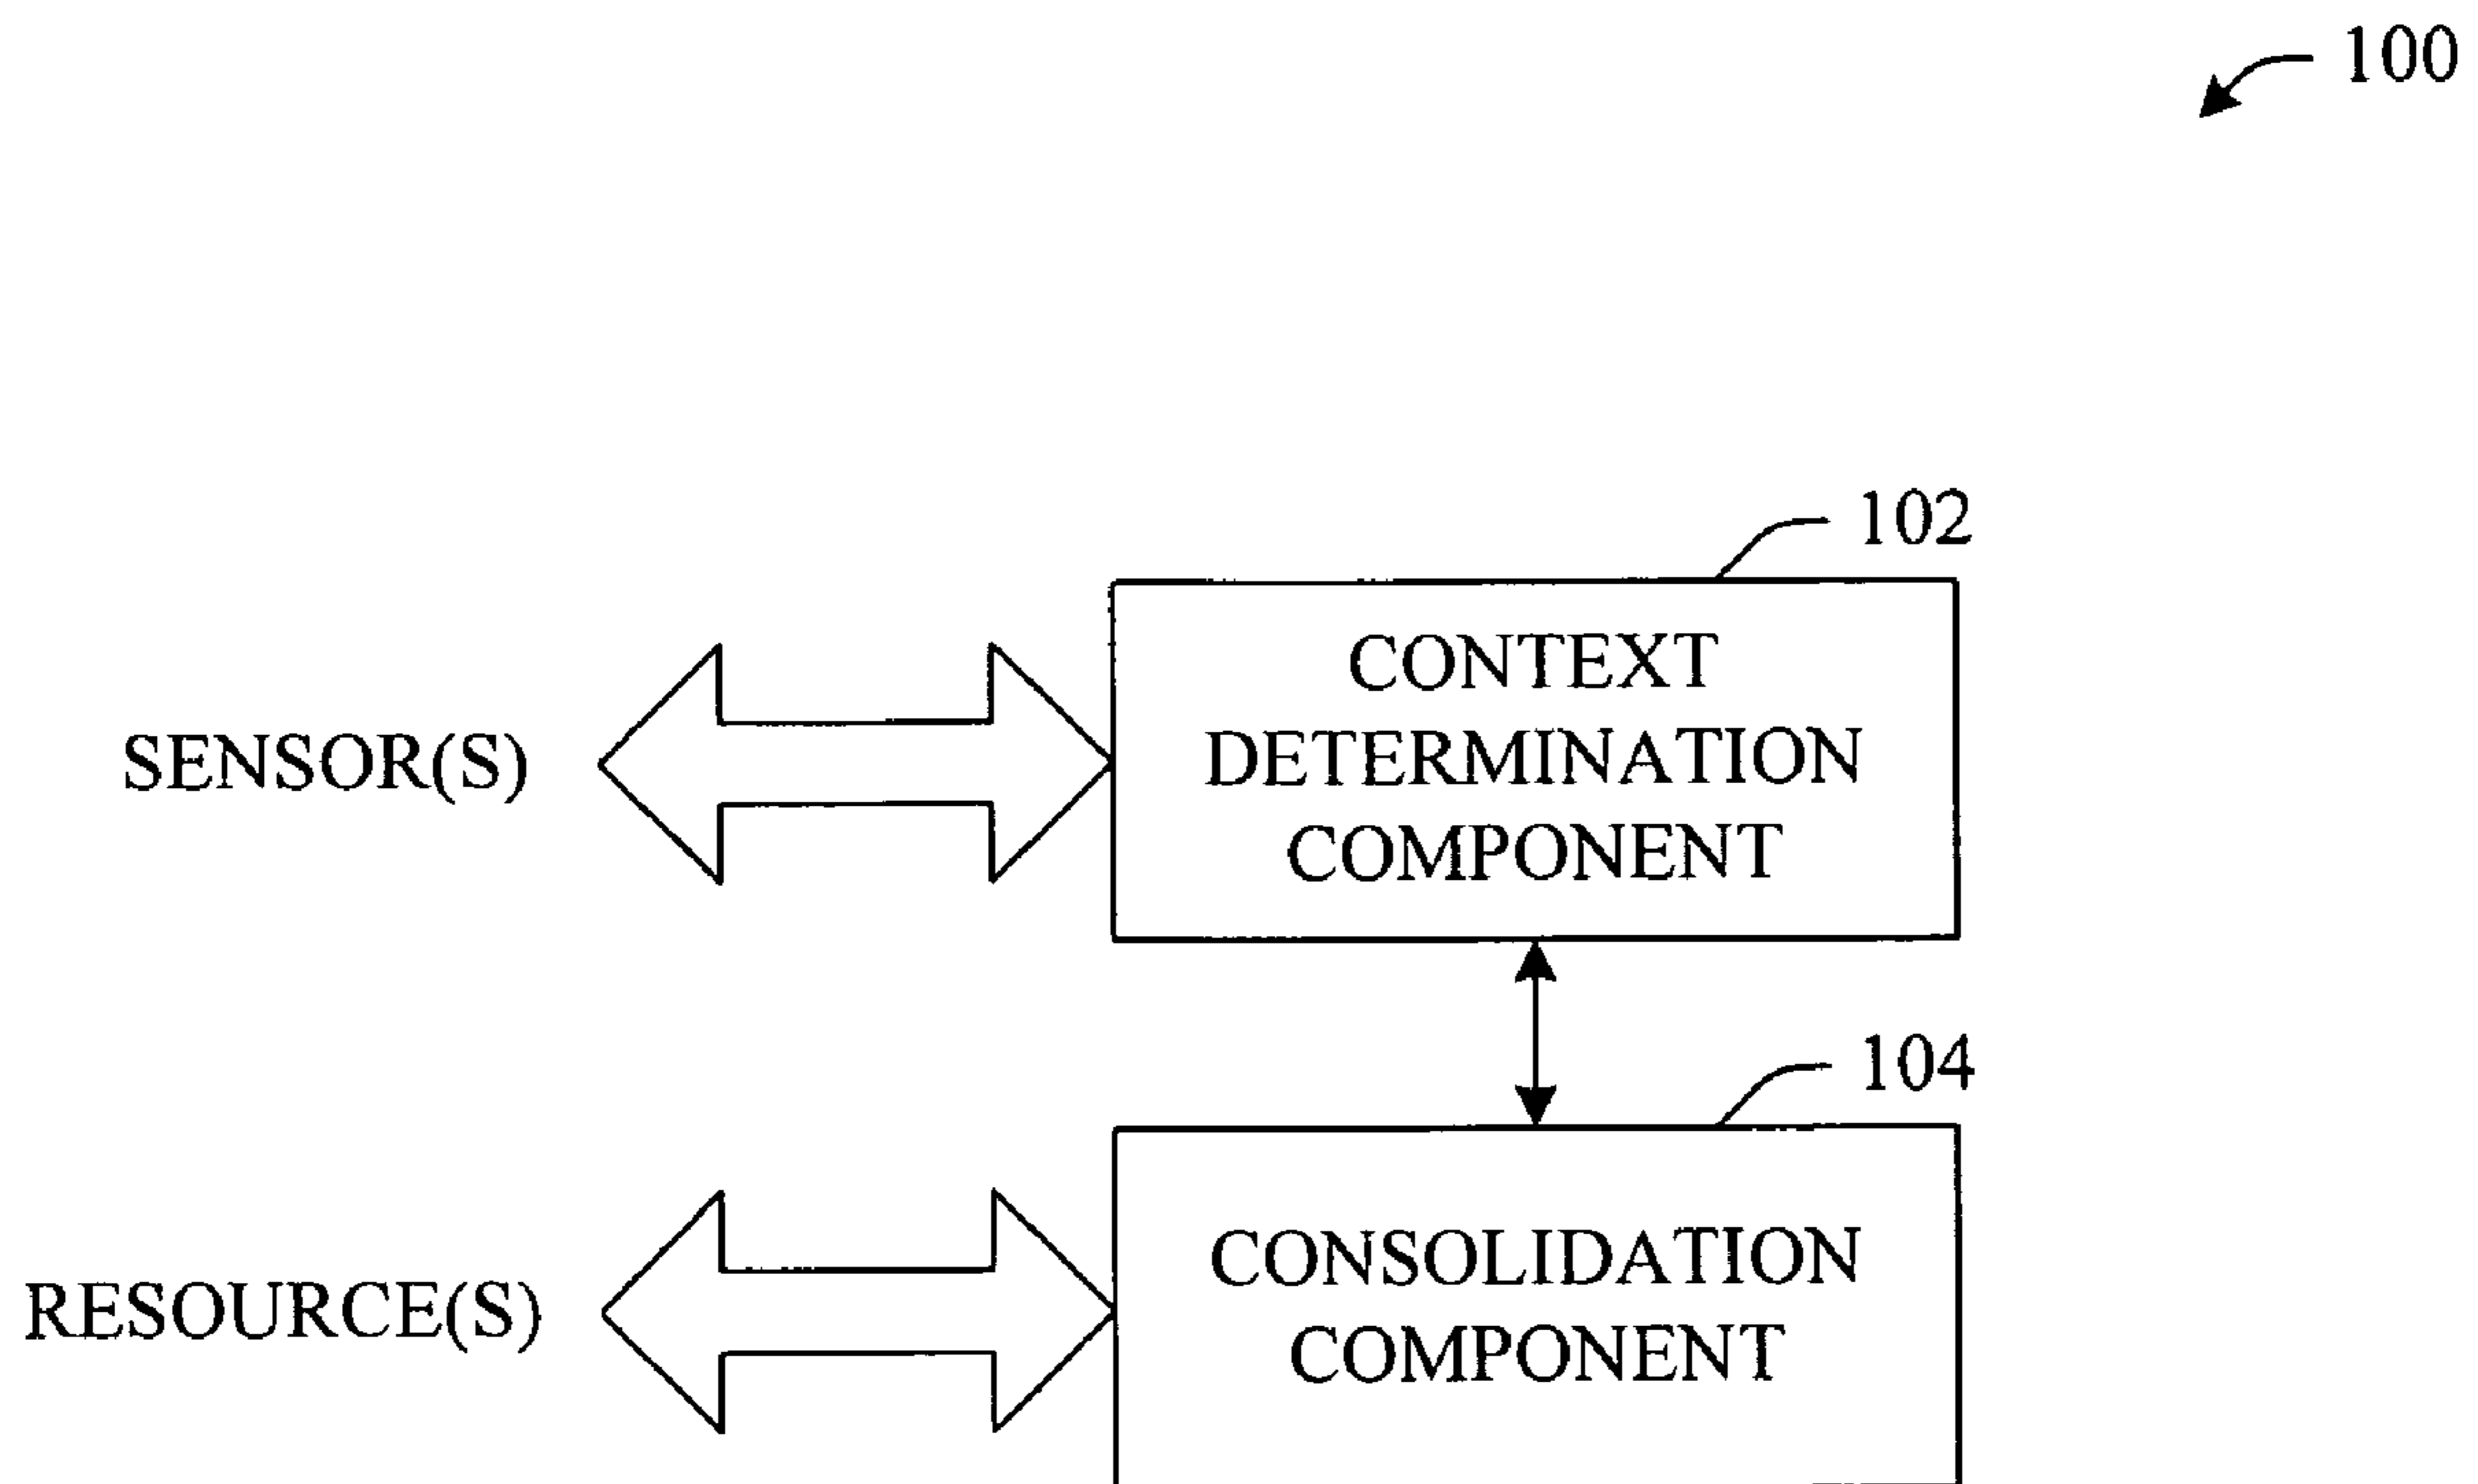 100
102
CONTEXT
DETERMINATION
COMPONENT
SENSOR(S)
104
CONSOLIDATION
COMPONENT
RESOURCE(S)